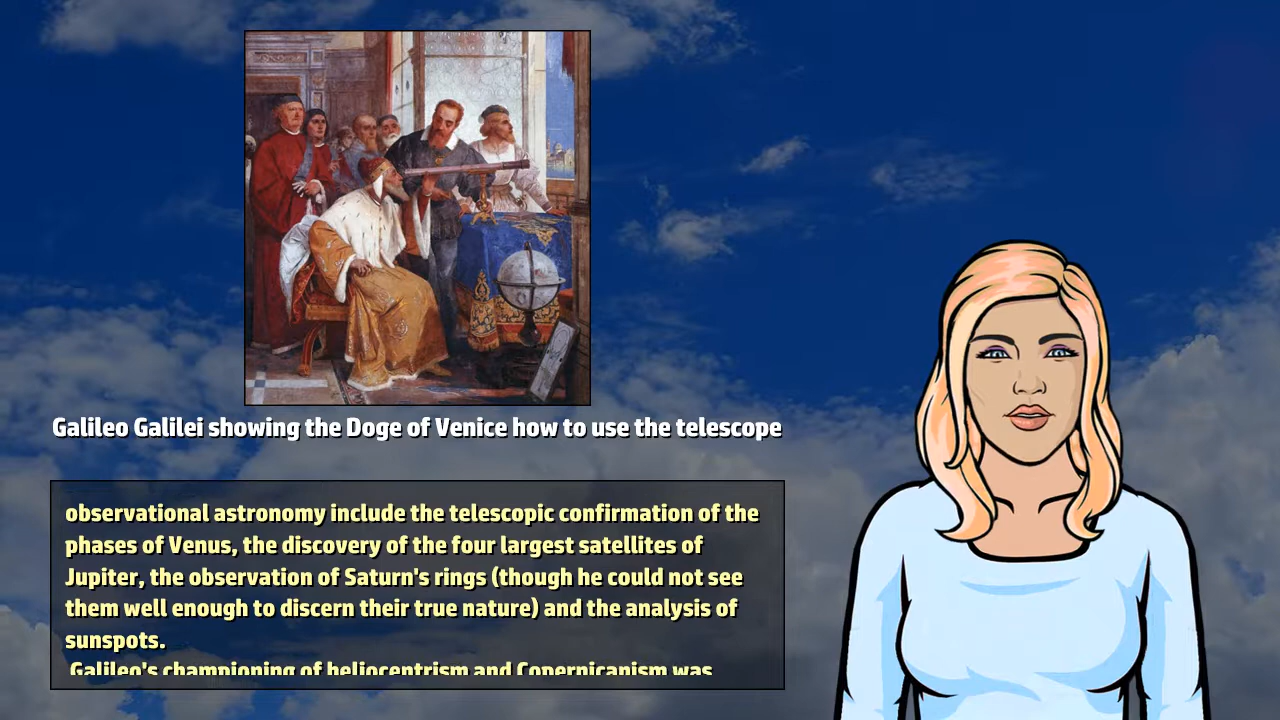 Galileo Galilei showing the Doge of Venice how to use the telescope
observational astronomy include the telescopic confirmation of the
phases of Venus, the discovery of the four largest satellites of
Jupiter, the observation of Saturn's rings (though he could not see
them well enough to discern their true nature) and the analysis of
sunspots.
Galileo's championing of heliocentrism and Copernicanism was